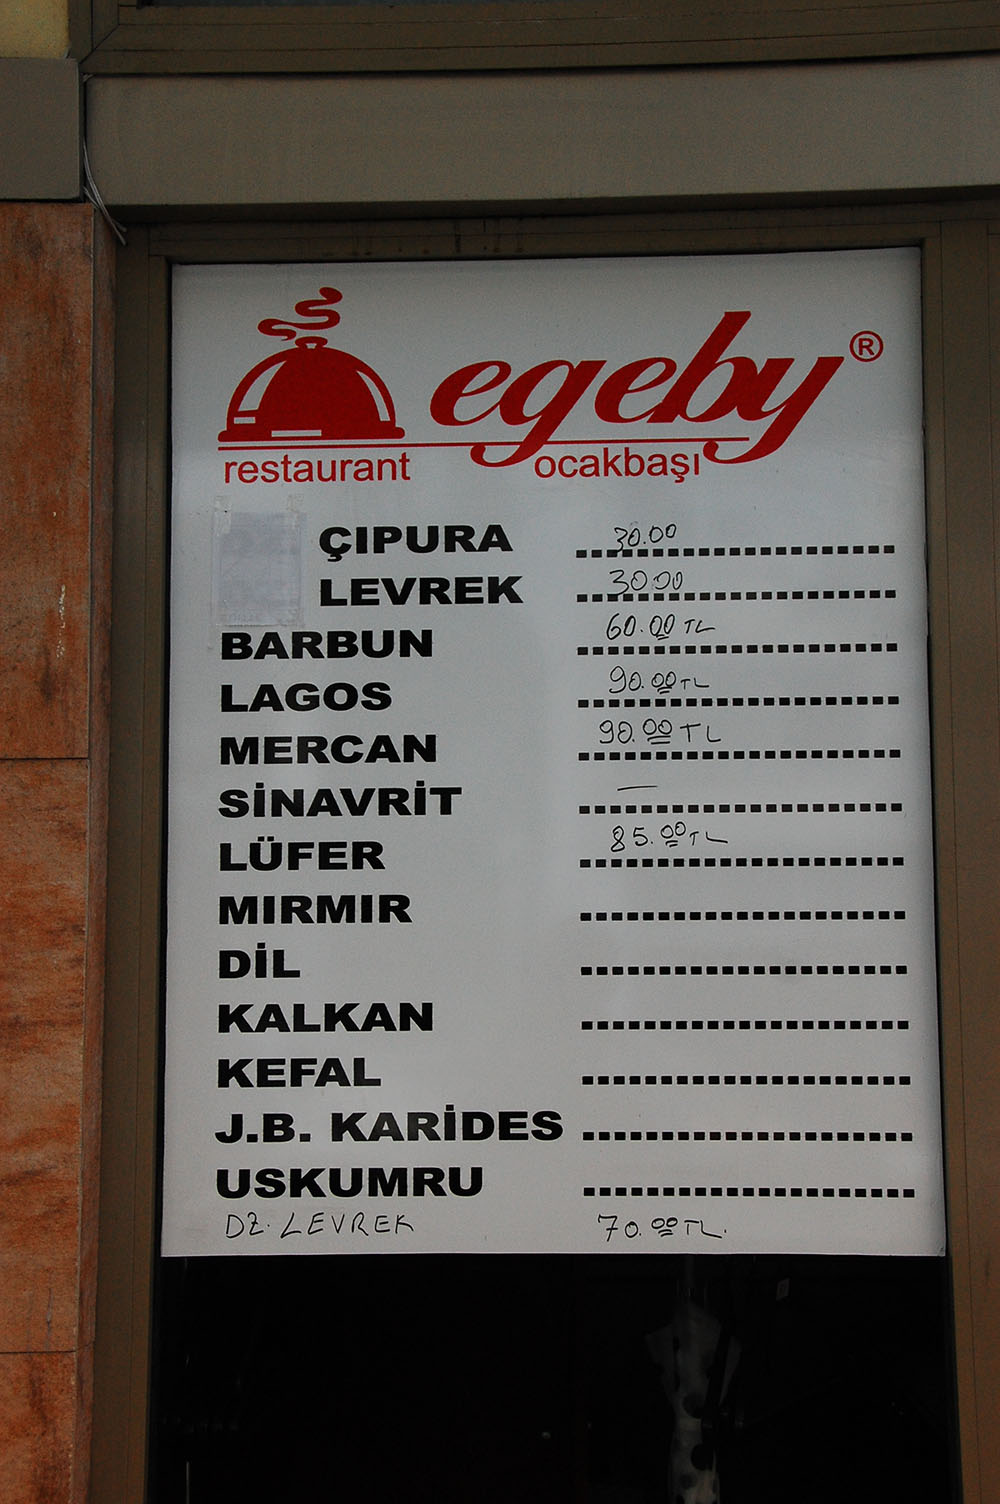 egeby®
restaurant ocakbaşı
ÇIPURA 30.00
LEVREK 30.00
BARBUN 60.00 TL
LAGOS 90.00 TL
MERCAN 90.00 TL
SİNAVRİT —
LÜFER 85.00 TL
MIRMIR
DİL
KALKAN
KEFAL
J.B. KARİDES
USKUMRU
DZ. LEVREK 70.00 TL.